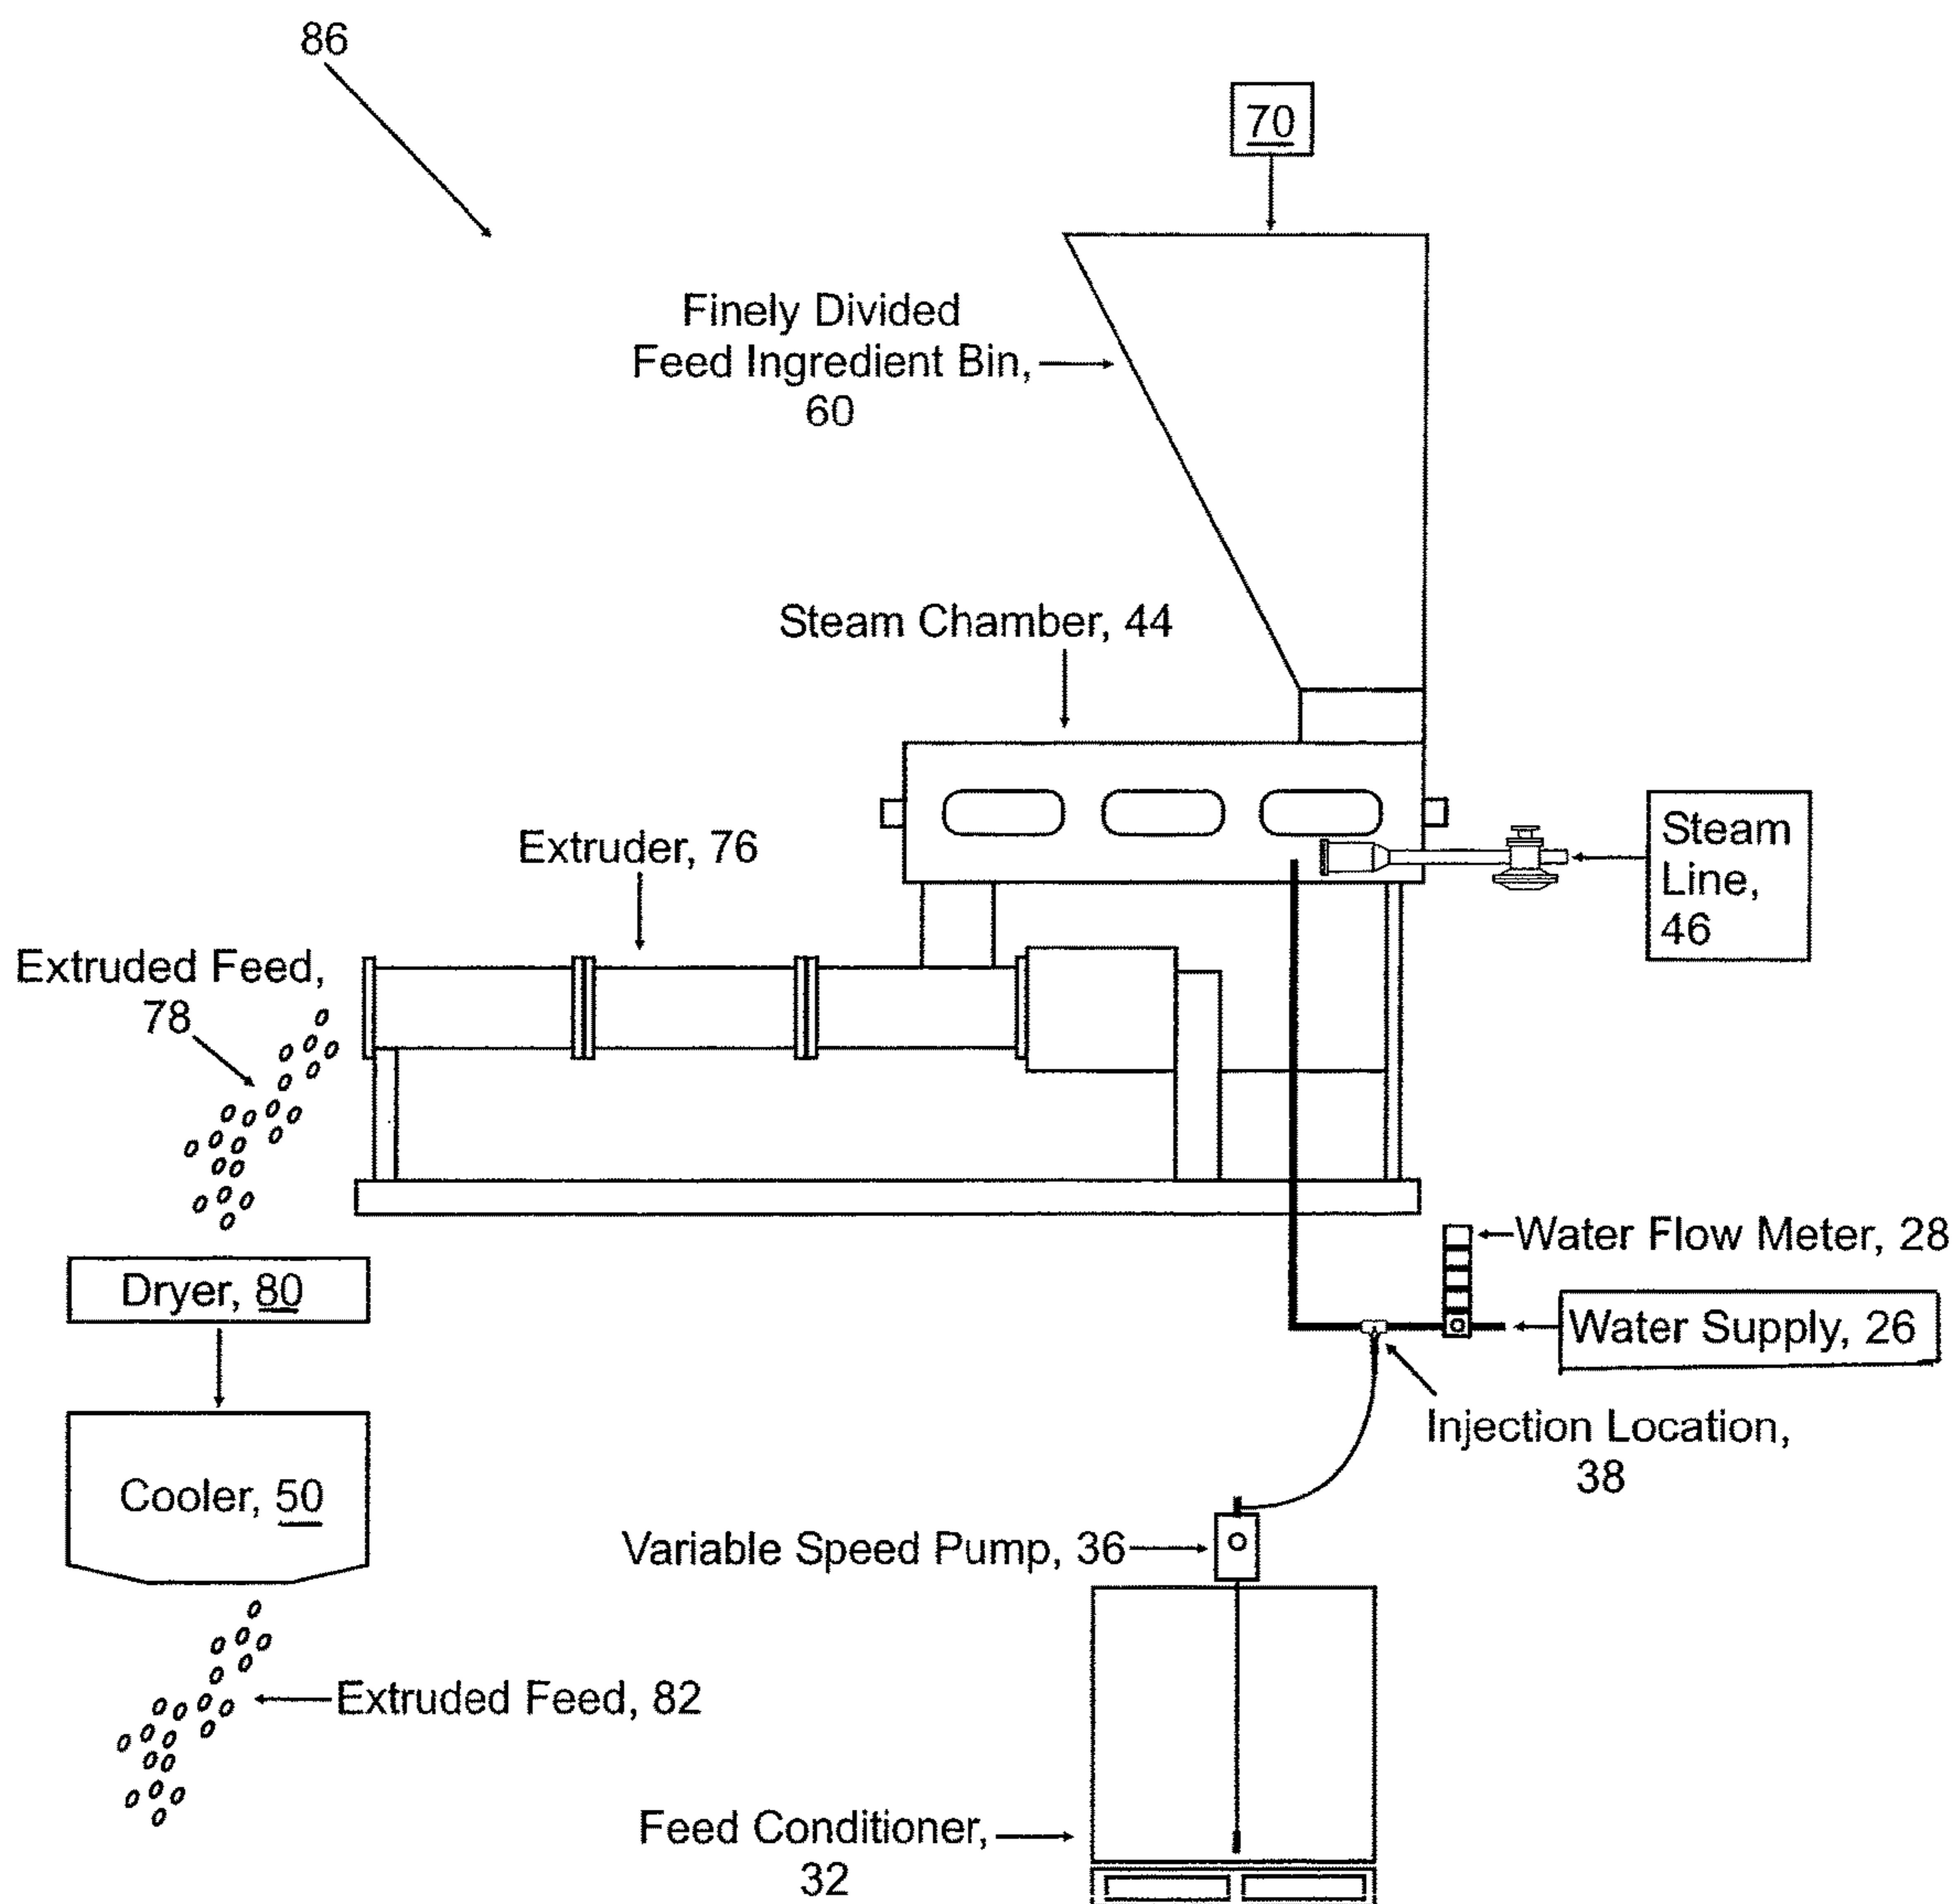 86
70
Finely Divided
Feed Ingredient Bin,
60
Steam Chamber, 44
Steam
Line,
46
Extruder, 76
Extruded Feed,
78
Water Flow Meter, 28
Dryer, 80
Water Supply, 26
Injection Location,
38
Cooler, 50
Variable Speed Pump, 36
Extruded Feed, 82
Feed Conditioner,
32